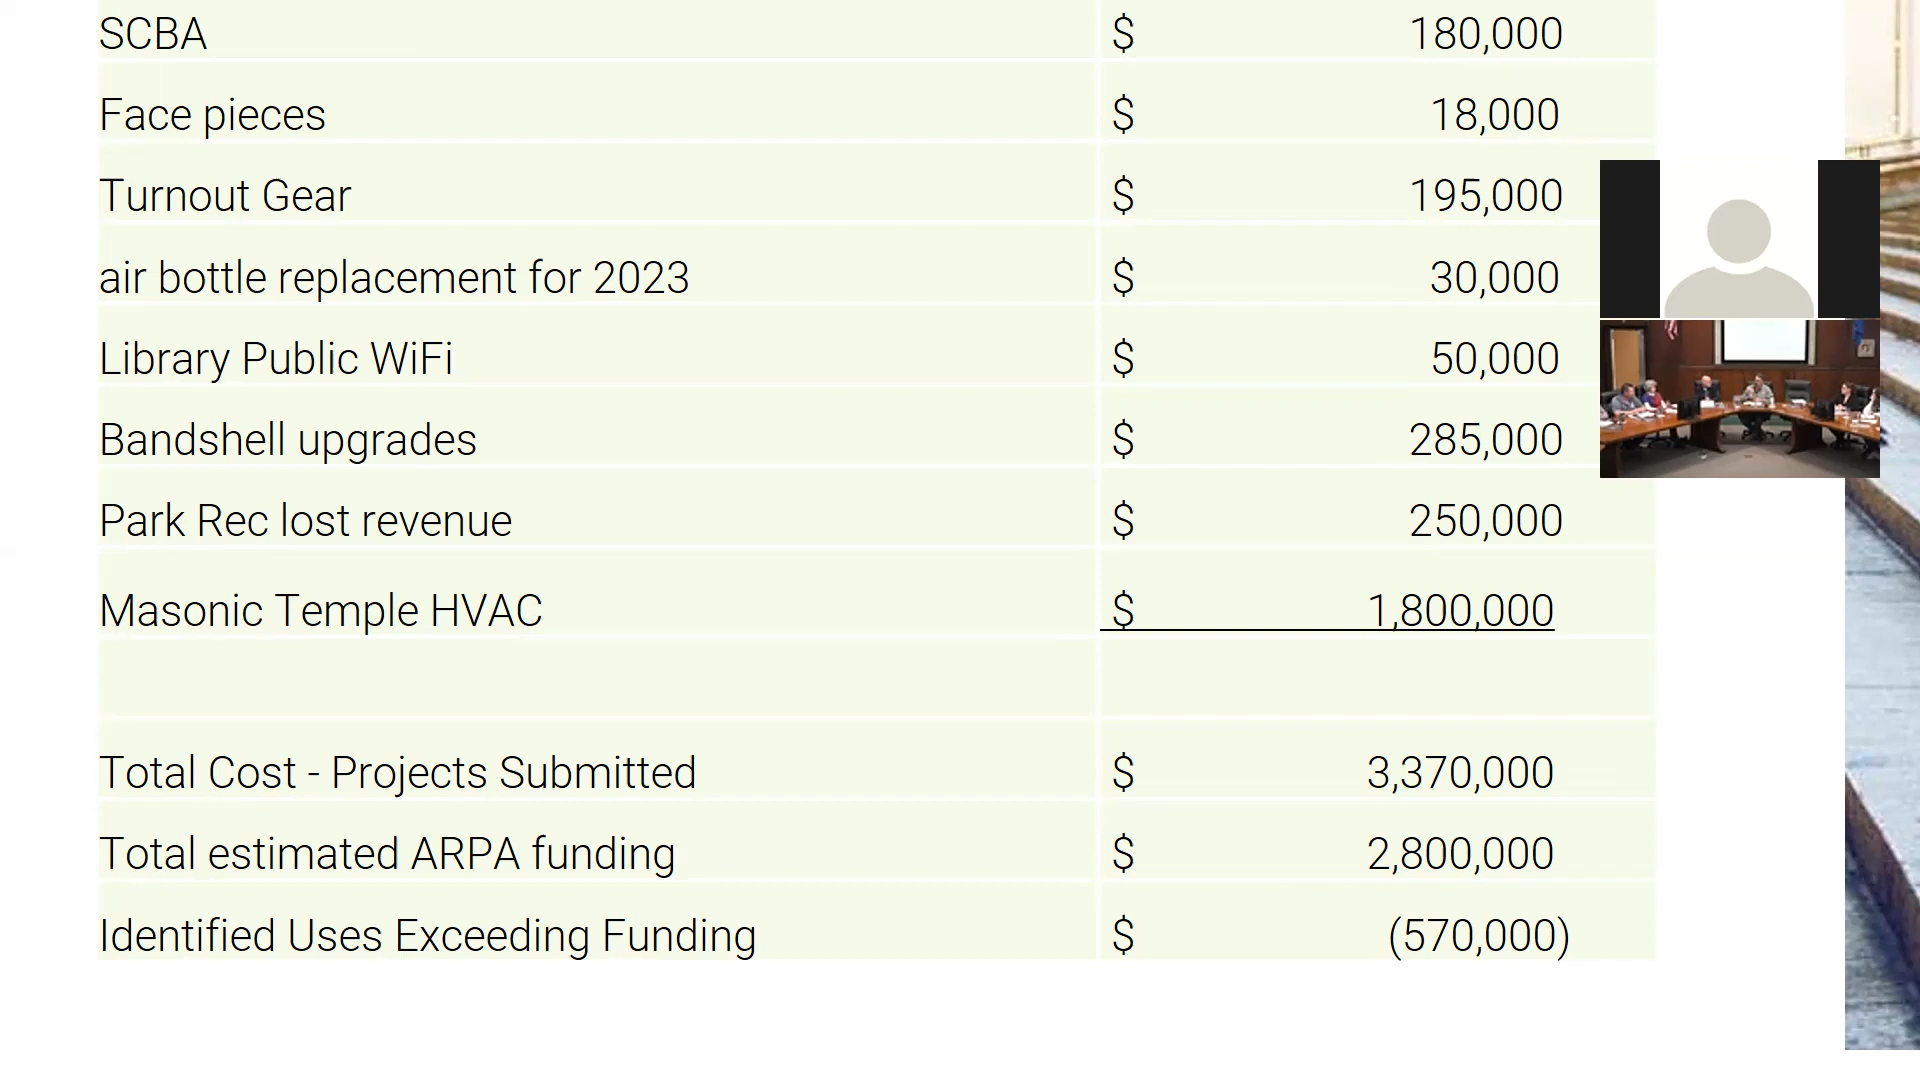 SCBA $ 180,000
Face pieces $ 18,000
Turnout Gear $ 195,000
air bottle replacement for 2023 $ 30,000
Library Public WiFi $ 50,000
Bandshell upgrades $ 285,000
Park Rec lost revenue $ 250,000
Masonic Temple HVAC $ 1,800,000
Total Cost - Projects Submitted $ 3,370,000
Total estimated ARPA funding $ 2,800,000
Identified Uses Exceeding Funding $ (570,000)